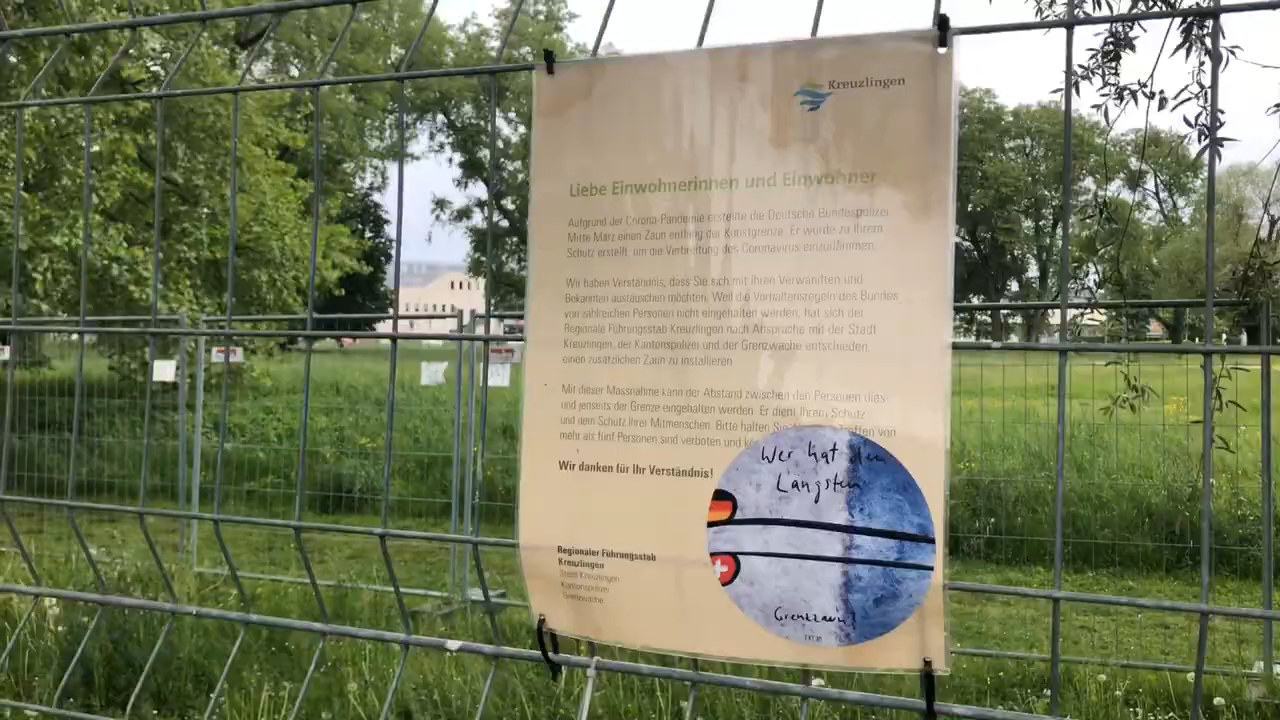 Kreuzlingen
Liebe Einwohnerinnen und Einwohner
Aufgrund der Corona-Pandemie erstellte die Deutsche Bundespolizei
Mitte März einen Zaun entlang der Kunstgrenze. Er wurde zu Ihrem
Schutz erstellt, um die Verbreitung des Coronavirus einzudämmen.
Wir haben Verständnis, dass Sie sich mit Ihren Verwandten und
Bekannten austauschen möchten. Weil die Verhaltensregeln des Bundes
von zahlreichen Personen nicht eingehalten werden, hat sich der
Regionale Führungsstab Kreuzlingen nach Absprache mit der Stadt
Kreuzlingen, der Kantonspolizei und der Grenzwache entschieden,
einen zusätzlichen Zaun zu installieren.
Mit dieser Massnahme kann der Abstand zwischen den Personen dies-
und jenseits der Grenze eingehalten werden. Er dient Ihrem Schutz
und dem Schutz Ihrer Mitmenschen. Bitte halten Treffen von
mehr als fünf Personen sind verboten und
Wir danken für Ihr Verständnis!
Wer hat den
Längsten
Grenzzaun?
Regionaler Führungsstab
Kreuzlingen
Stadt Kreuzlingen
Kantonspolizei
Grenzwache